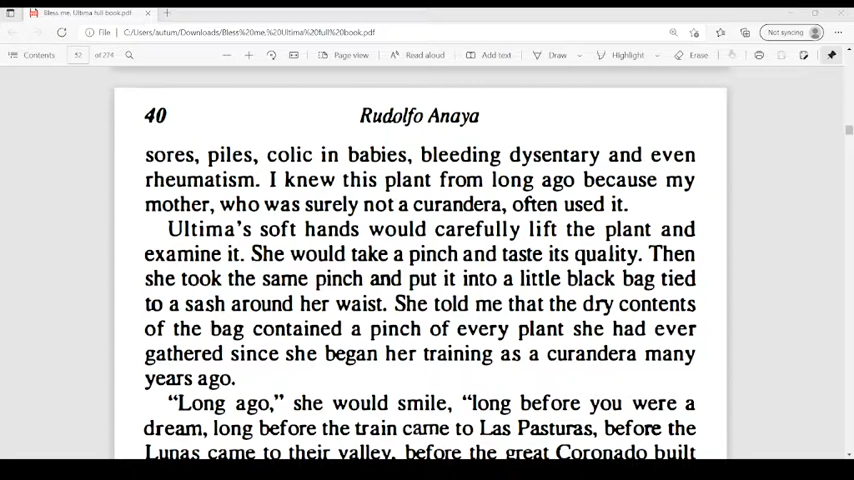 Bless me, Ultima full book.pdf
File C:/Users/autum/Downloads/Bless%20me,%20Ultima%20full%20book.pdf Not syncing
Contents 52 of 274 Page view Read aloud Add text Draw Highlight Erase
40 Rudolfo Anaya
sores, piles, colic in babies, bleeding dysentary and even
rheumatism. I knew this plant from long ago because my
mother, who was surely not a curandera, often used it.
Ultima's soft hands would carefully lift the plant and
examine it. She would take a pinch and taste its quality. Then
she took the same pinch and put it into a little black bag tied
to a sash around her waist. She told me that the dry contents
of the bag contained a pinch of every plant she had ever
gathered since she began her training as a curandera many
years ago.
“Long ago,” she would smile, “long before you were a
dream, long before the train came to Las Pasturas, before the
Lunas came to their valley, before the great Coronado built